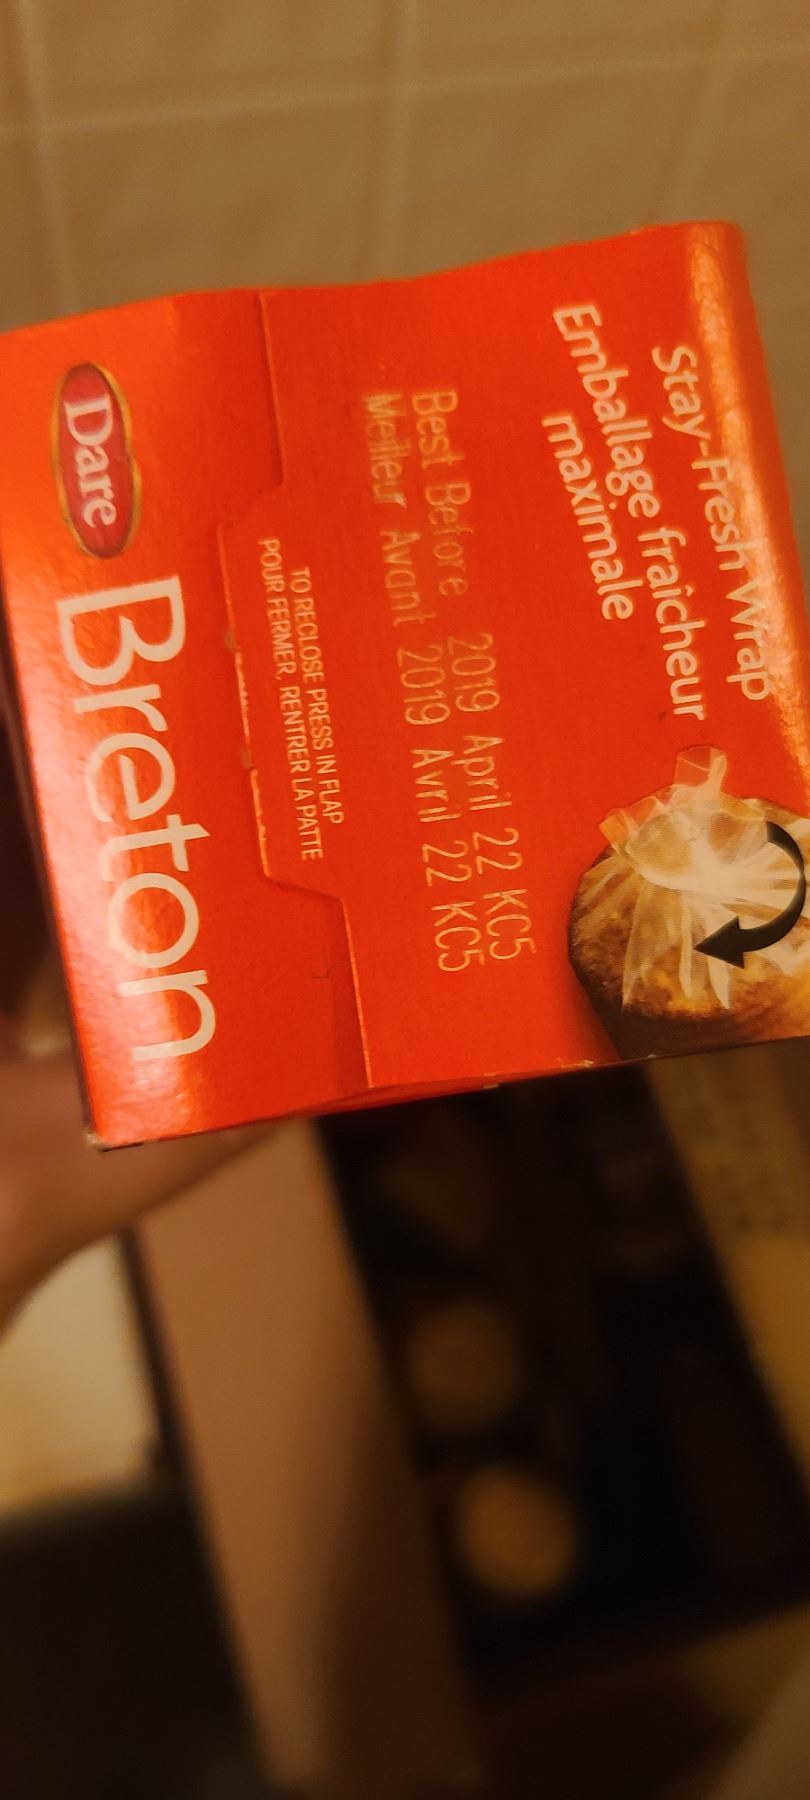 Stay-Fresh Wrap
Emballage fraîcheur
maximale
Best Before 2019 April 22 KC5
Meilleur Avant 2019 Avril 22 KC5
TO RECLOSE PRESS IN FLAP
POUR FERMER, RENTRER LA PATTE
Dare
Breton